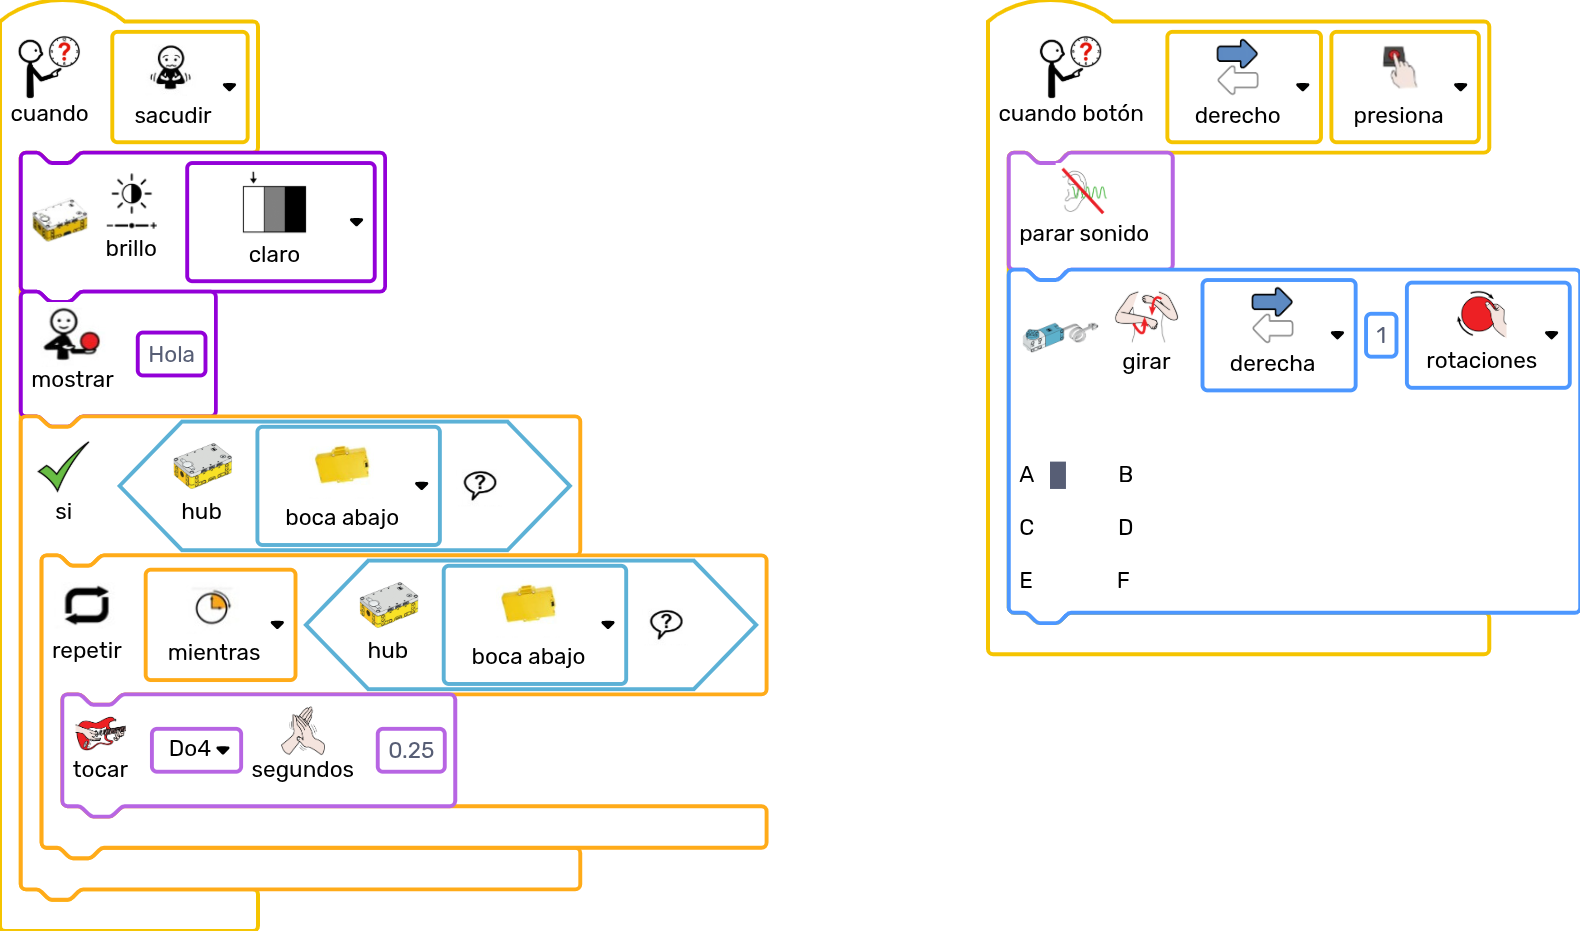 cuando sacudir
brillo claro
mostrar Hola
si hub boca abajo ?
repetir mientras hub boca abajo ?
tocar Do4 segundos 0.25
cuando botón derecho presiona
parar sonido
girar derecha 1 rotaciones
A B
C D
E F